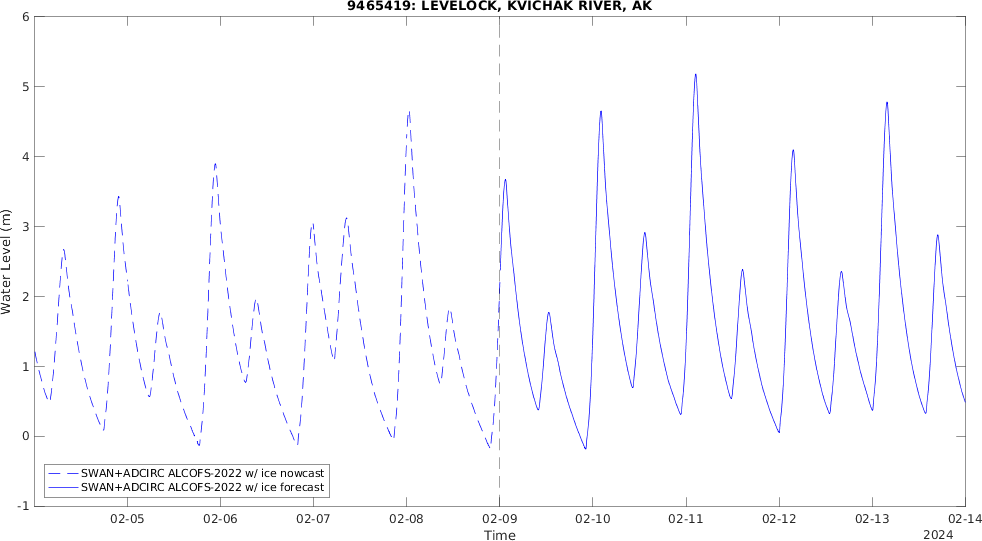 9465419: LEVELOCK, KVICHAK RIVER, AK
6
5
4
3
2
1
0
-1
Water Level (m)
SWAN+ADCIRC ALCOFS-2022 w/ ice nowcast
SWAN+ADCIRC ALCOFS-2022 w/ ice forecast
02-05 02-06 02-07 02-08 02-09 02-10 02-11 02-12 02-13 02-14
Time
2024